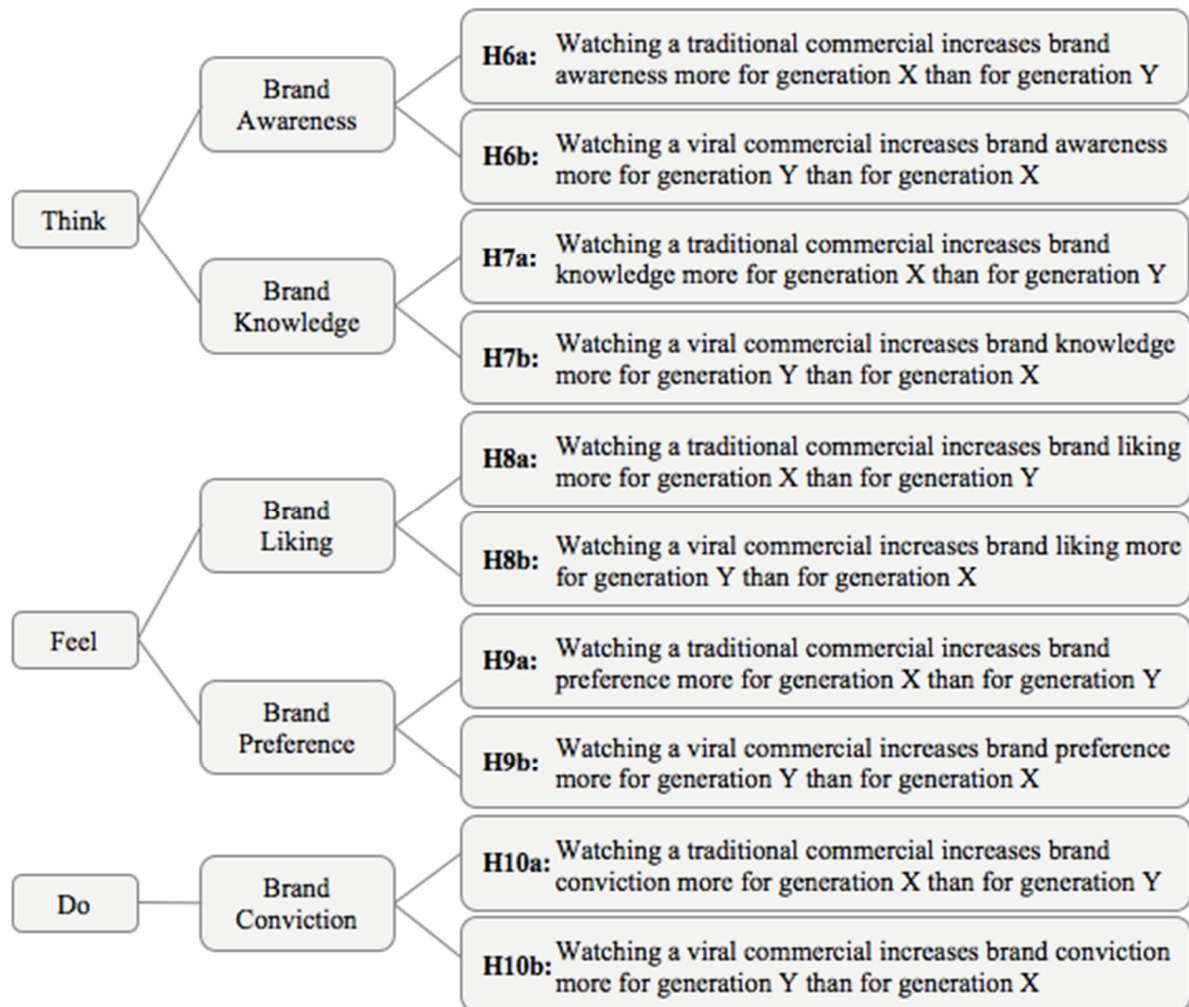 Think
Brand
Awareness
H6a: Watching a traditional commercial increases brand
awareness more for generation X than for generation Y
H6b: Watching a viral commercial increases brand awareness
more for generation Y than for generation X
Brand
Knowledge
H7a: Watching a traditional commercial increases brand
knowledge more for generation X than for generation Y
H7b: Watching a viral commercial increases brand knowledge
more for generation Y than for generation X
Feel
Brand
Liking
H8a: Watching a traditional commercial increases brand liking
more for generation X than for generation Y
H8b: Watching a viral commercial increases brand liking more
for generation Y than for generation X
Brand
Preference
H9a: Watching a traditional commercial increases brand
preference more for generation X than for generation Y
H9b: Watching a viral commercial increases brand preference
more for generation Y than for generation X
Do
Brand
Conviction
H10a: Watching a traditional commercial increases brand
conviction more for generation X than for generation Y
H10b: Watching a viral commercial increases brand conviction
more for generation Y than for generation X